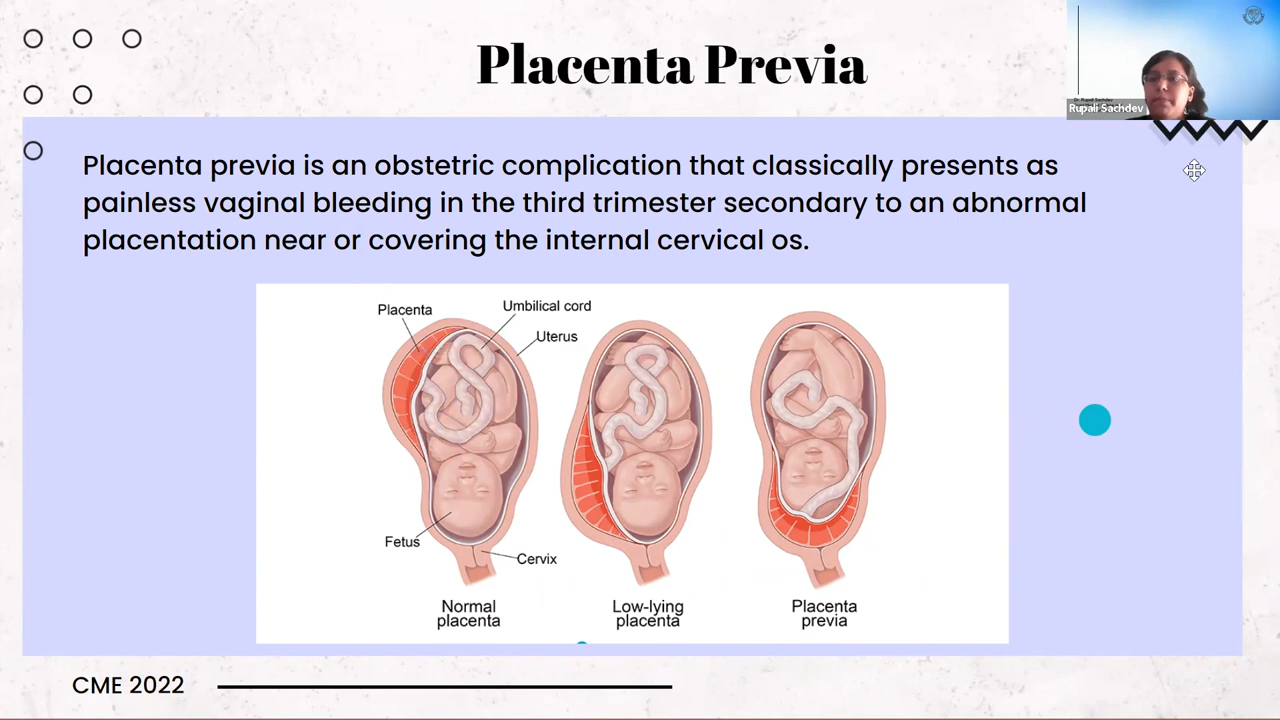 Placenta Previa
Rupali Sachdev
Placenta previa is an obstetric complication that classically presents as
painless vaginal bleeding in the third trimester secondary to an abnormal
placentation near or covering the internal cervical os.
Placenta
Umbilical cord
Uterus
Fetus
Cervix
Normal
placenta
Low-lying
placenta
Placenta
previa
CME 2022